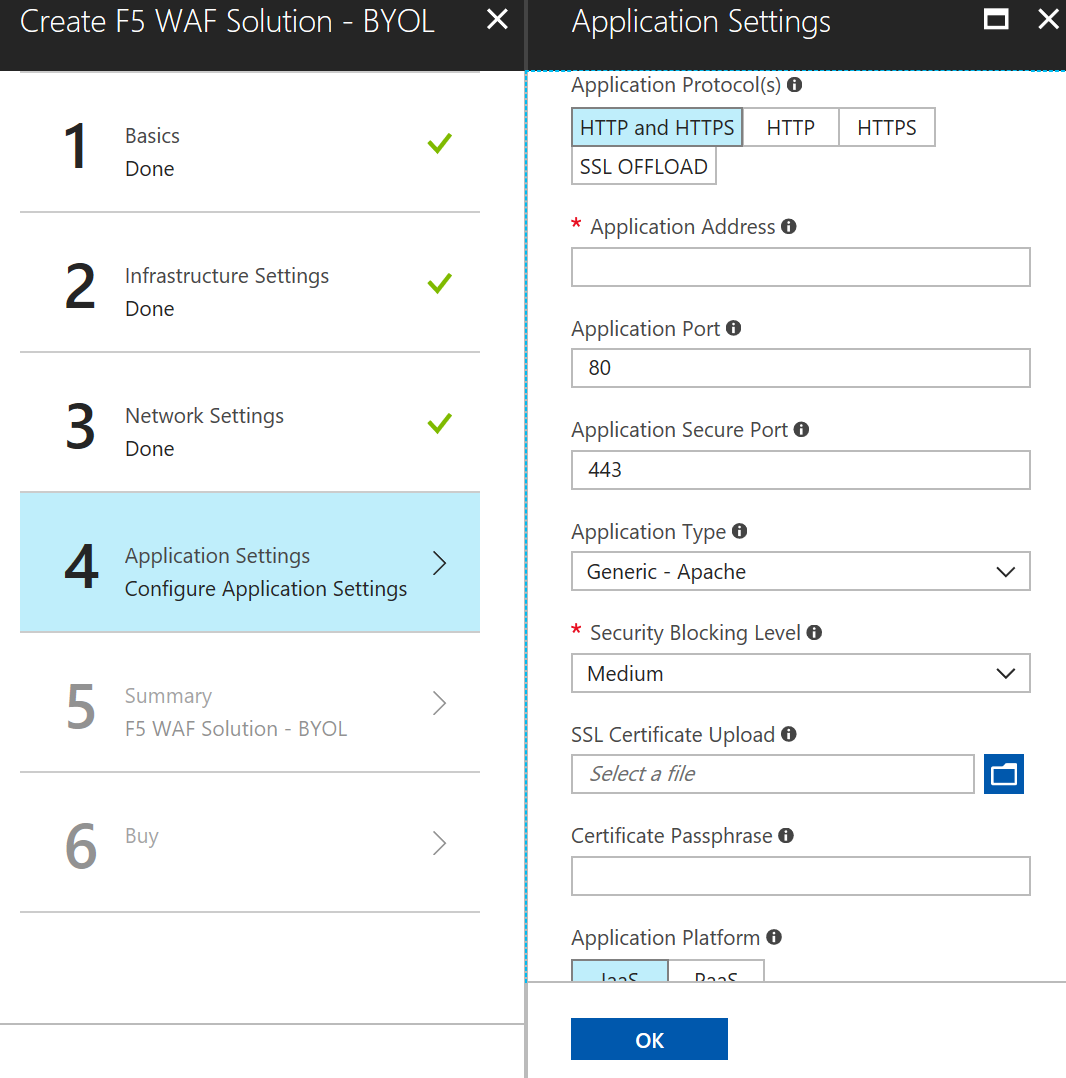 Create F5 WAF Solution - BYOL
1
Basics
Done
2
Infrastructure Settings
Done
3
Network Settings
Done
4
Application Settings
Configure Application Settings
5
Summary
F5 WAF Solution - BYOL
6
Buy
Application Settings
Application Protocol(s)
HTTP and HTTPS HTTP HTTPS
SSL OFFLOAD
* Application Address
Application Port
80
Application Secure Port
443
Application Type
Generic - Apache
* Security Blocking Level
Medium
SSL Certificate Upload
Select a file
Certificate Passphrase
Application Platform
IaaS PaaS
OK